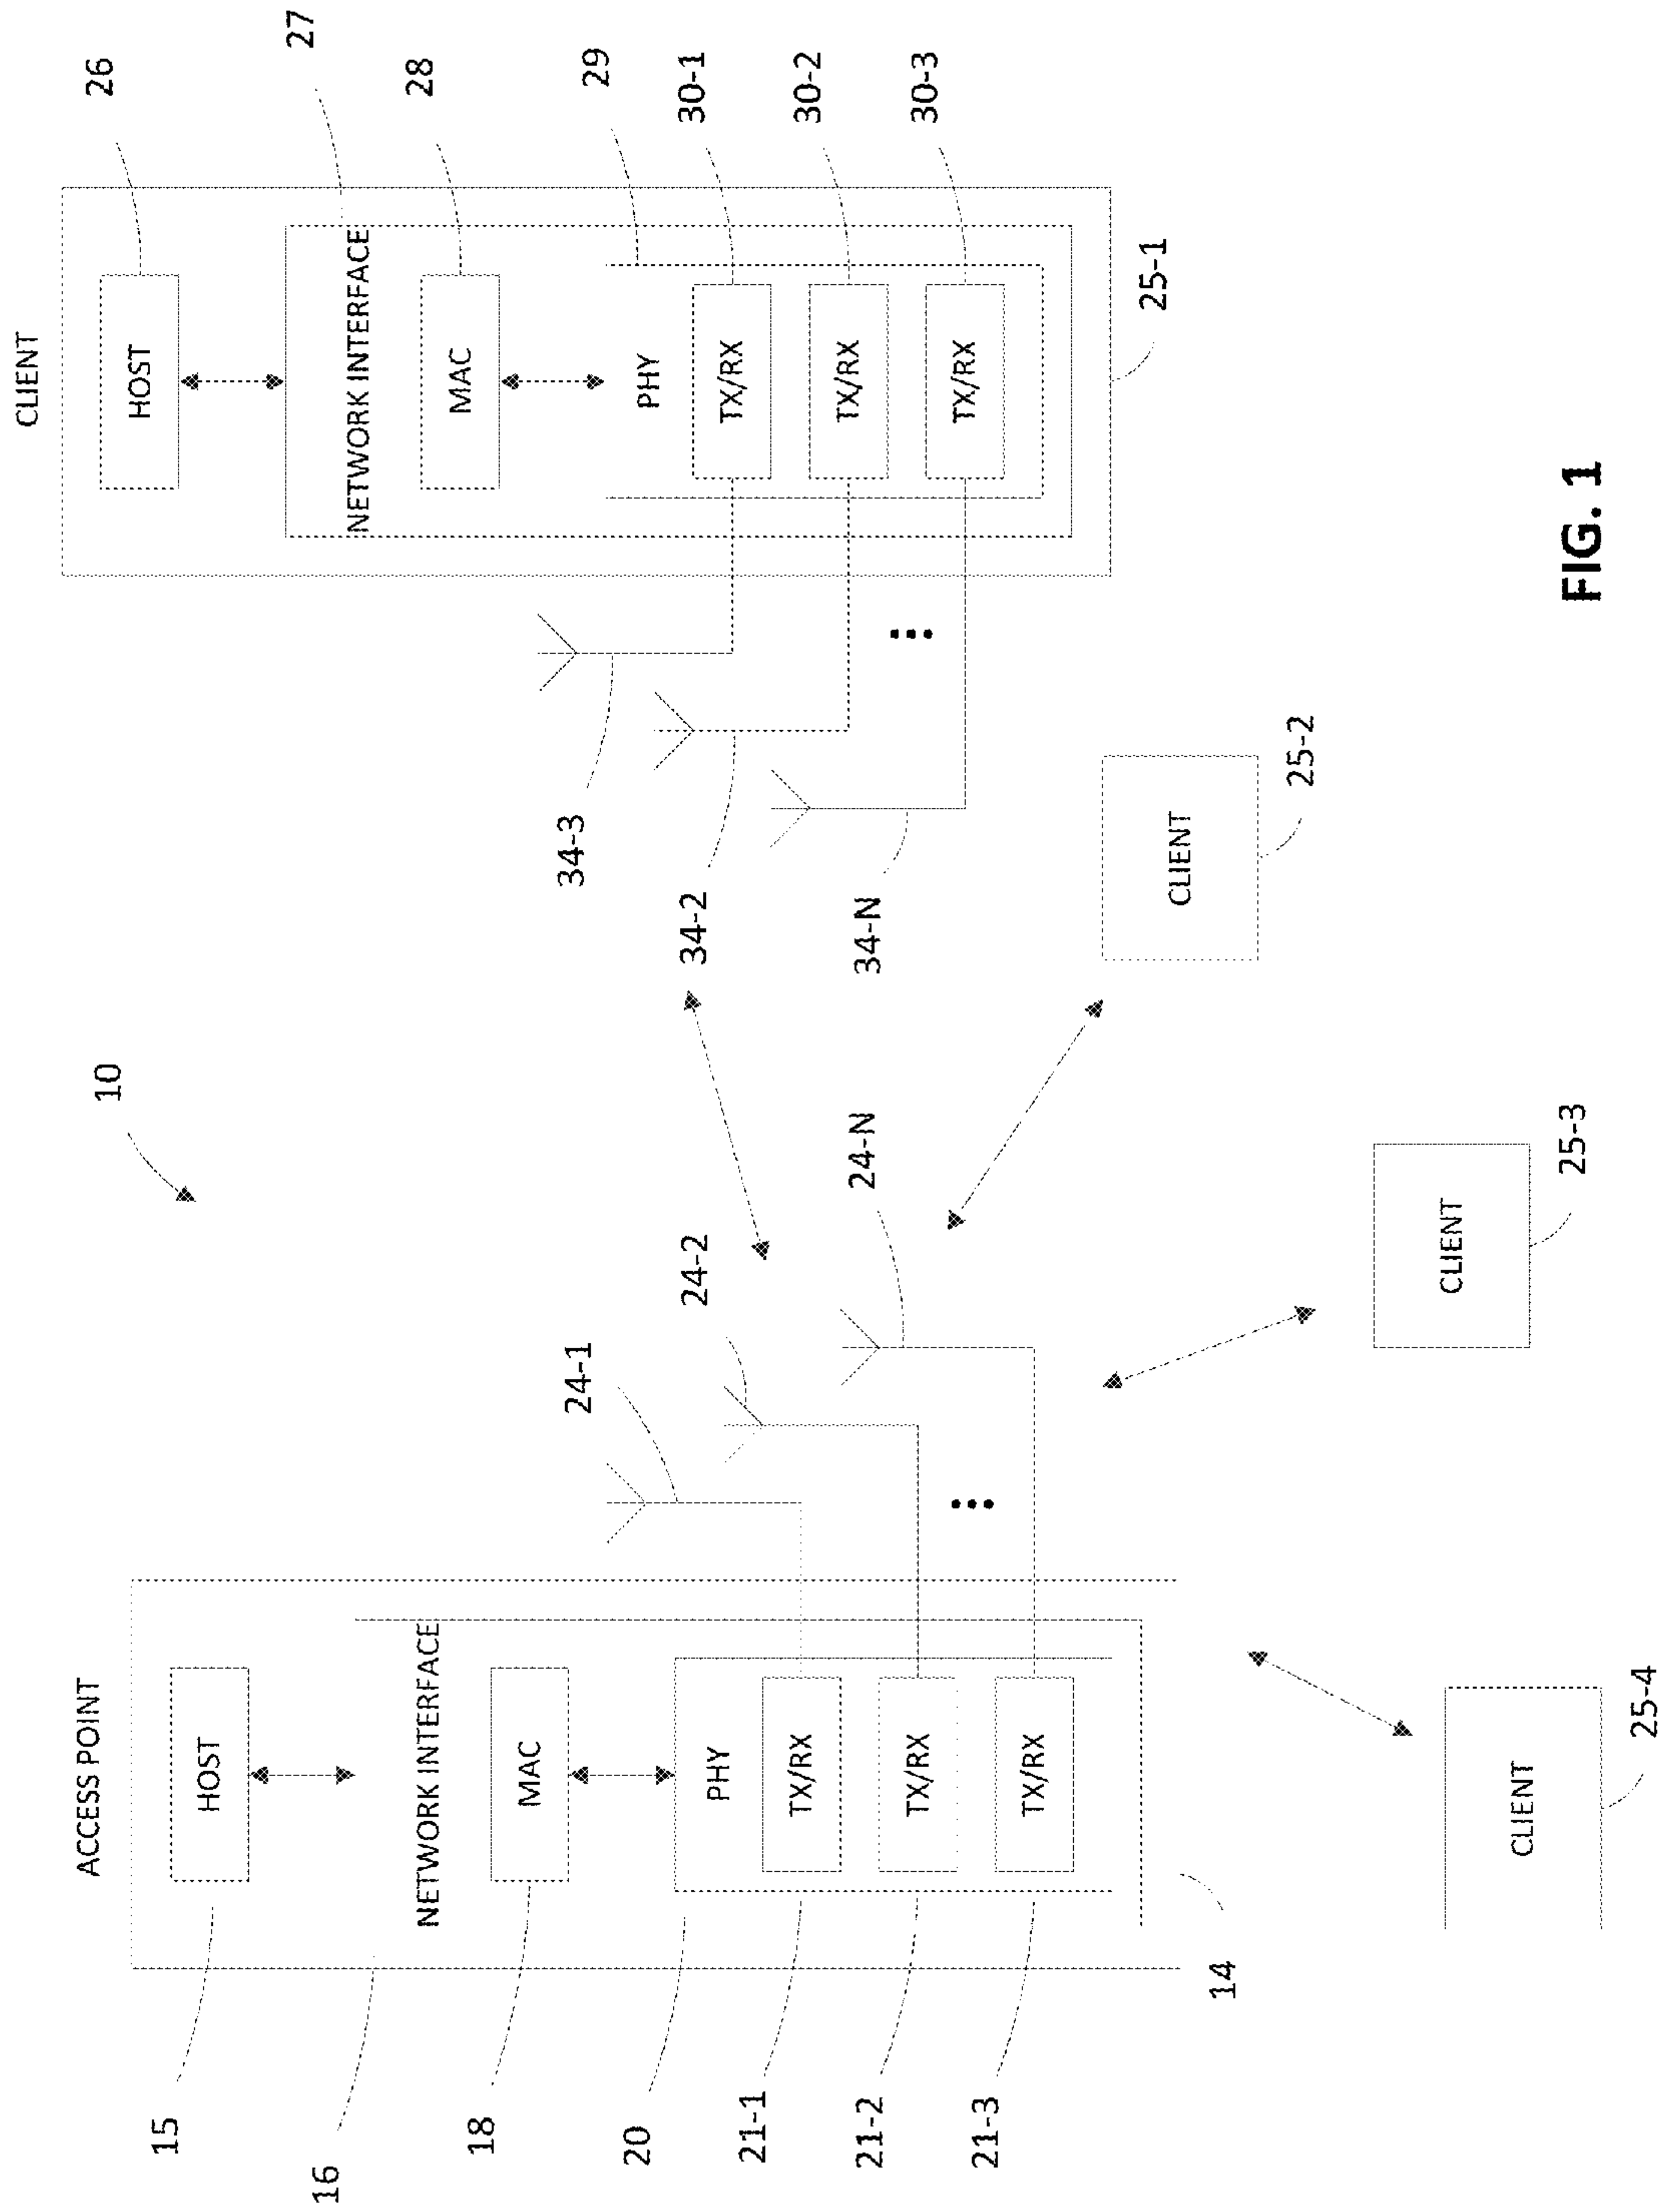 10
ACCESS POINT
HOST
NETWORK INTERFACE
MAC
PHY
TX/RX
TX/RX
TX/RX
15
16
18
20
21-1
21-2
21-3
14
24-1
24-2
24-N
CLIENT
HOST
NETWORK INTERFACE
MAC
PHY
TX/RX
TX/RX
TX/RX
26
27
28
29
30-1
30-2
30-3
25-1
34-3
34-2
34-N
CLIENT
25-2
CLIENT
25-3
CLIENT
25-4
FIG. 1